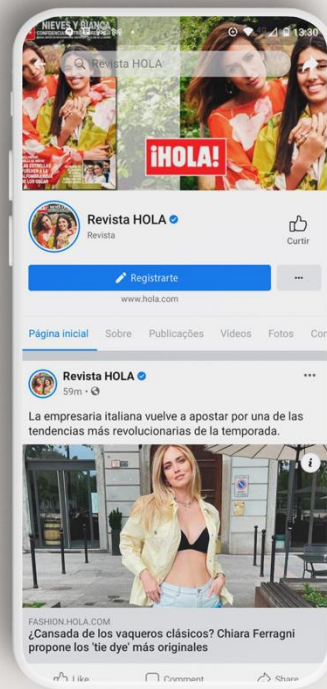 NIEVES Y BIANCA
13:30
Revista HOLA
¡HOLA!
Revista HOLA
Revista
Curtir
Registrarte
www.hola.com
Página inicial Sobre Publicações Vídeos Fotos
Revista HOLA
59m
La empresaria italiana vuelve a apostar por una de las
tendencias más revolucionarias de la temporada.
FASHION.HOLA.COM
¿Cansada de los vaqueros clásicos? Chiara Ferragni
propone los 'tie dye' más originales
Like Comment Share